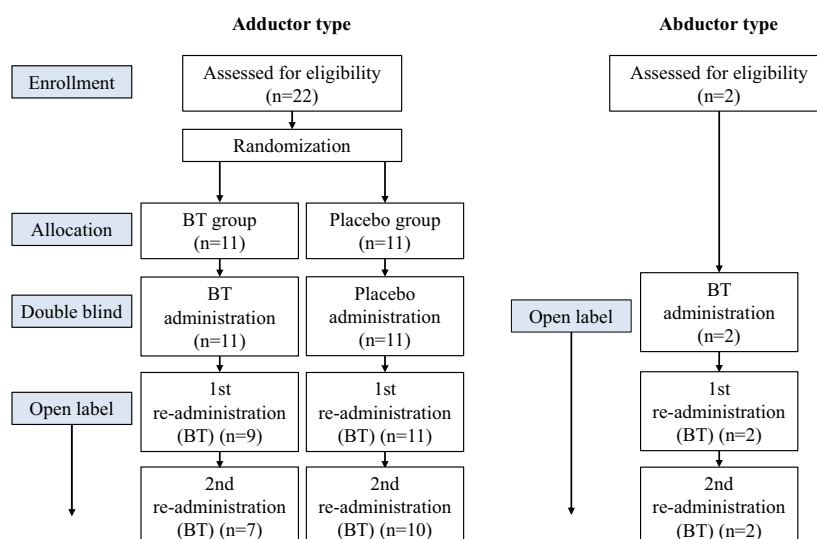 Adductor type
Abductor type
Enrollment
Assessed for eligibility
(n=22)
Assessed for eligibility
(n=2)
Randomization
Allocation
BT group
(n=11)
Placebo group
(n=11)
Double blind
BT
administration
(n=11)
Placebo
administration
(n=11)
Open label
BT
administration
(n=2)
Open label
1st
re-administration
(BT) (n=9)
1st
re-administration
(BT) (n=11)
1st
re-administration
(BT) (n=2)
2nd
re-administration
(BT) (n=7)
2nd
re-administration
(BT) (n=10)
2nd
re-administration
(BT) (n=2)